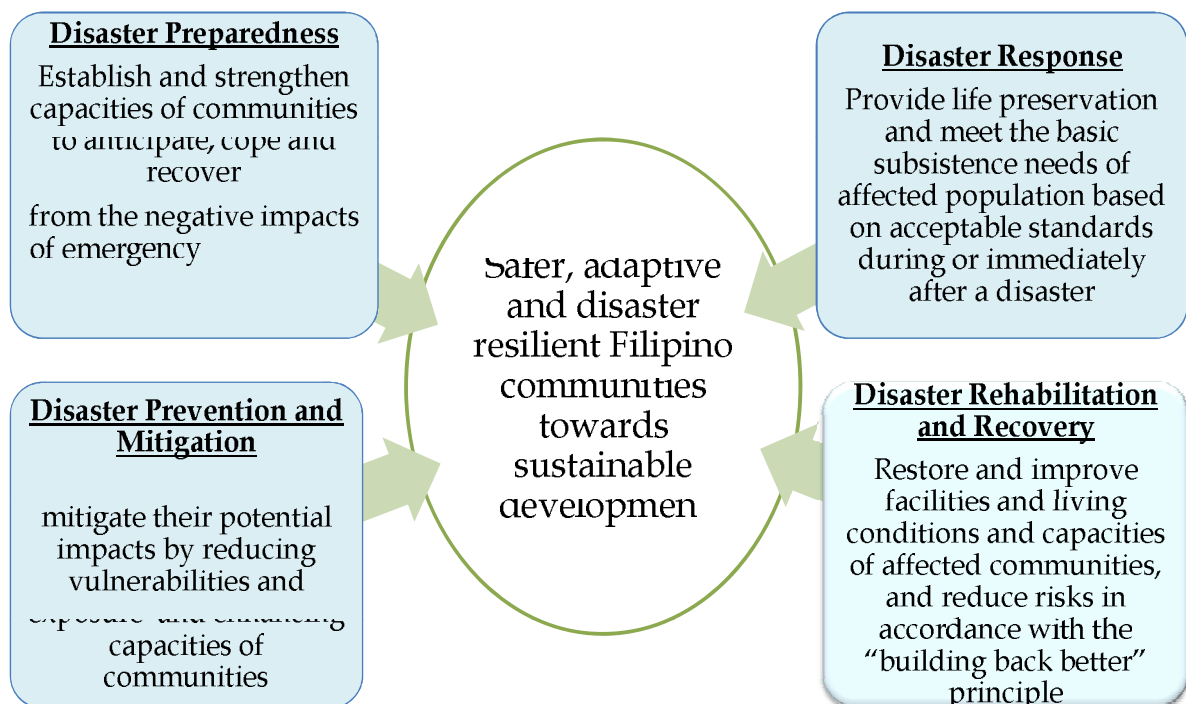 Disaster Preparedness
Establish and strengthen
capacities of communities
to anticipate, cope and
recover
from the negative impacts
of emergency
Disaster Response
Provide life preservation
and meet the basic
subsistence needs of
affected population based
on acceptable standards
during or immediately
after a disaster
Safer, adaptive
and disaster
resilient Filipino
communities
towards
sustainable
developmen
Disaster Prevention and
Mitigation
mitigate their potential
impacts by reducing
vulnerabilities and
exposure and enhancing
capacities of
communities
Disaster Rehabilitation
and Recovery
Restore and improve
facilities and living
conditions and capacities
of affected communities,
and reduce risks in
accordance with the
“building back better”
principle